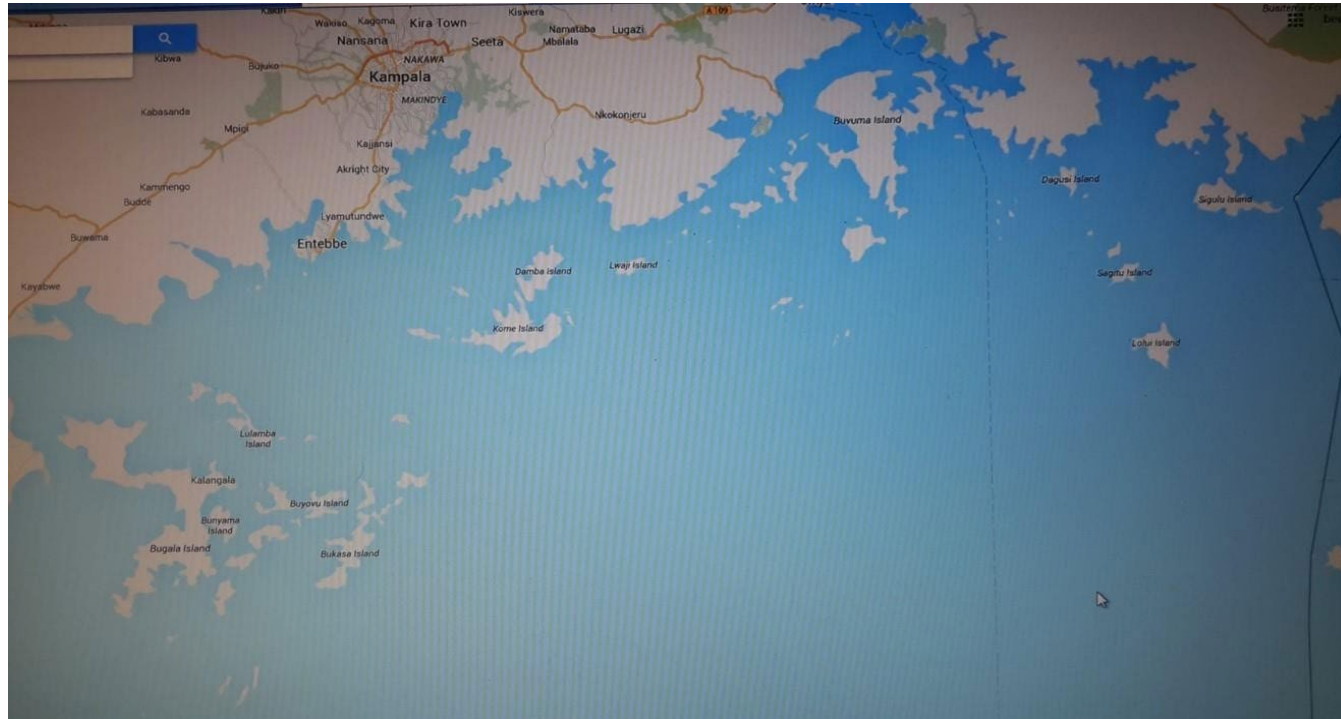 Kakiri
Wakiso
Kagoma
Kira Town
Kiswera
Namataba
Lugazi
A 109
Nansana
Seeta
Mbalala
NAKAWA
Kibwa
Bujuko
Kampala
MAKINDYE
Kabasanda
Mpigi
Nkokonjeru
Buvuma Island
Kajjansi
Akright City
Dagusi Island
Kammengo
Budde
Sigulu Island
Lyamutundwe
Buwama
Entebbe
Damba Island
Lwaji Island
Sagitu Island
Kayabwe
Kome Island
Lolui Island
Lulamba
Island
Kalangala
Buyovu Island
Bunyama
Island
Bugala Island
Bukasa Island